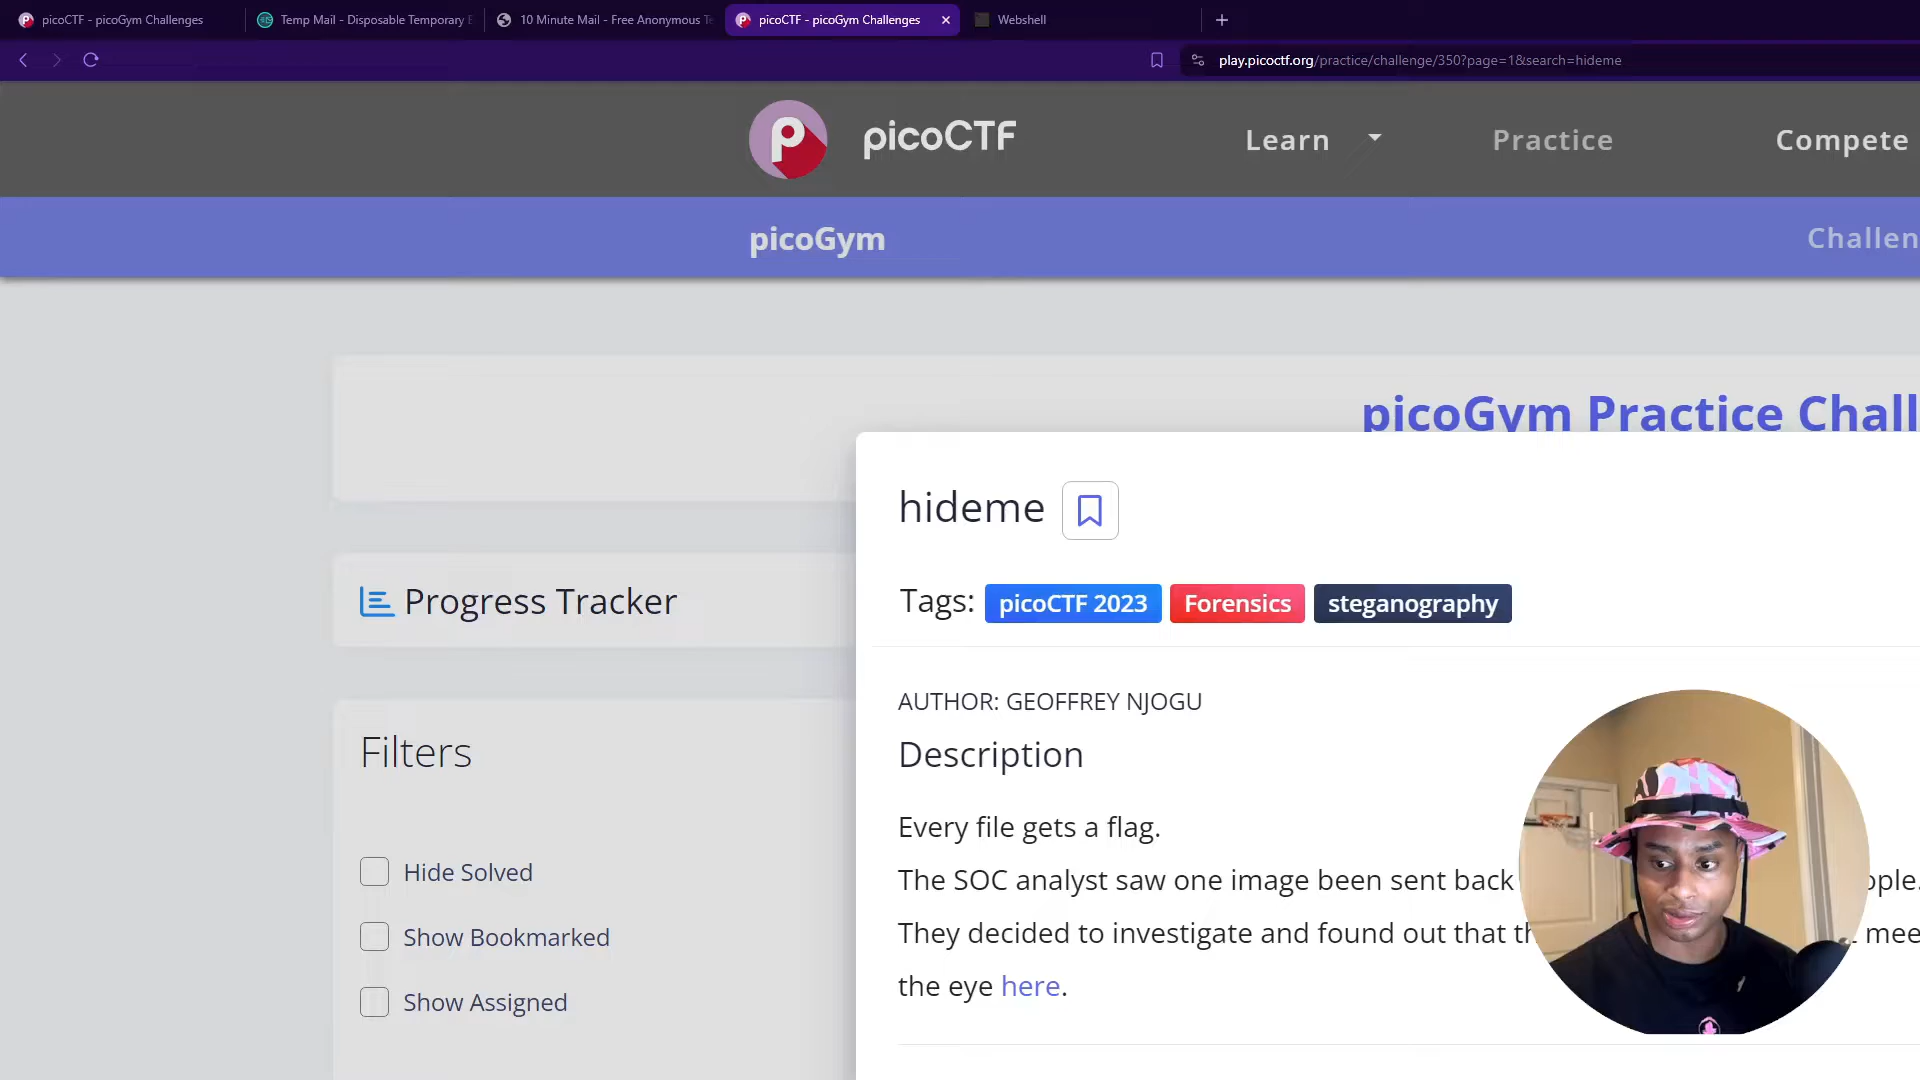 picoCTF - picoGym Challenges
Temp Mail - Disposable Temporary
10 Minute Mail - Free Anonymous
picoCTF - picoGym Challenges
Webshell
play.picoctf.org/practice/challenge/350?page=1&search=hideme
picoCTF
Learn
Practice
Compete
picoGym
Challen
picoGym Practice Chall
hideme
Progress Tracker
Tags: picoCTF 2023 Forensics steganography
AUTHOR: GEOFFREY NJOGU
Filters
Description
Every file gets a flag.
Hide Solved
The SOC analyst saw one image been sent back
Show Bookmarked
They decided to investigate and found out that
the eye here.
Show Assigned